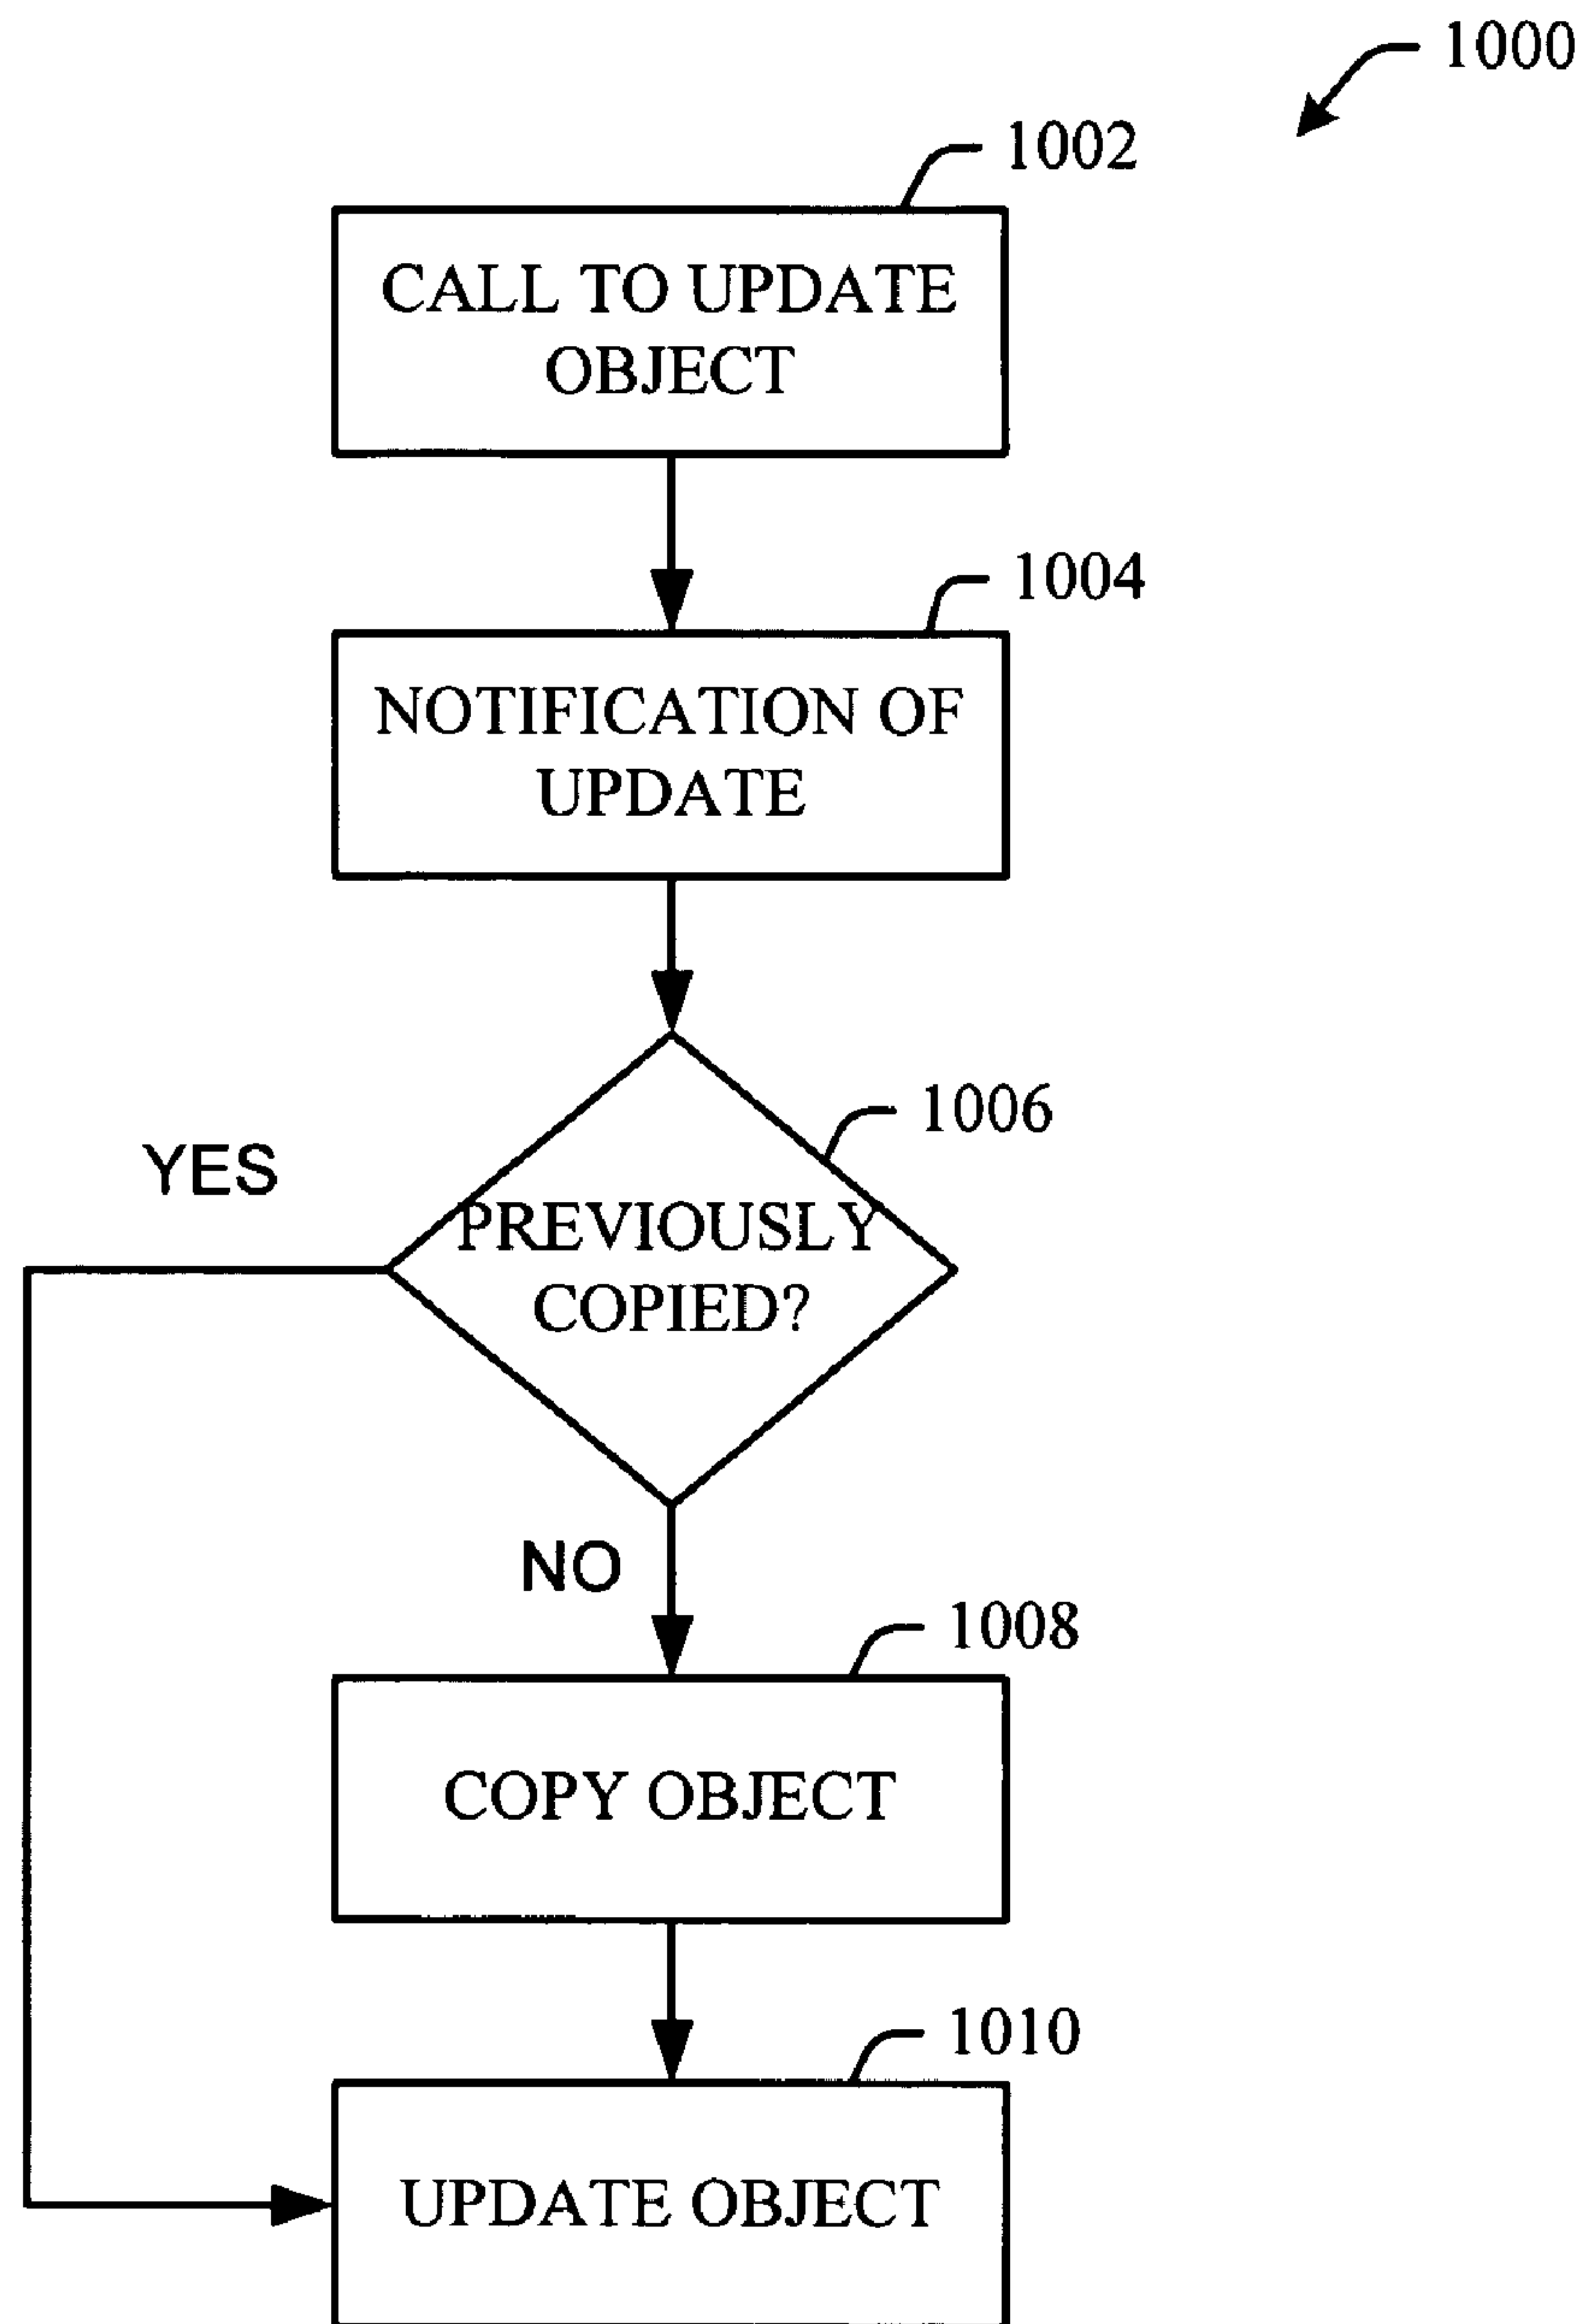 1000
1002
CALL TO UPDATE
OBJECT
1004
NOTIFICATION OF
UPDATE
1006
YES
PREVIOUSLY
COPIED?
NO
1008
COPY OBJECT
1010
UPDATE OBJECT